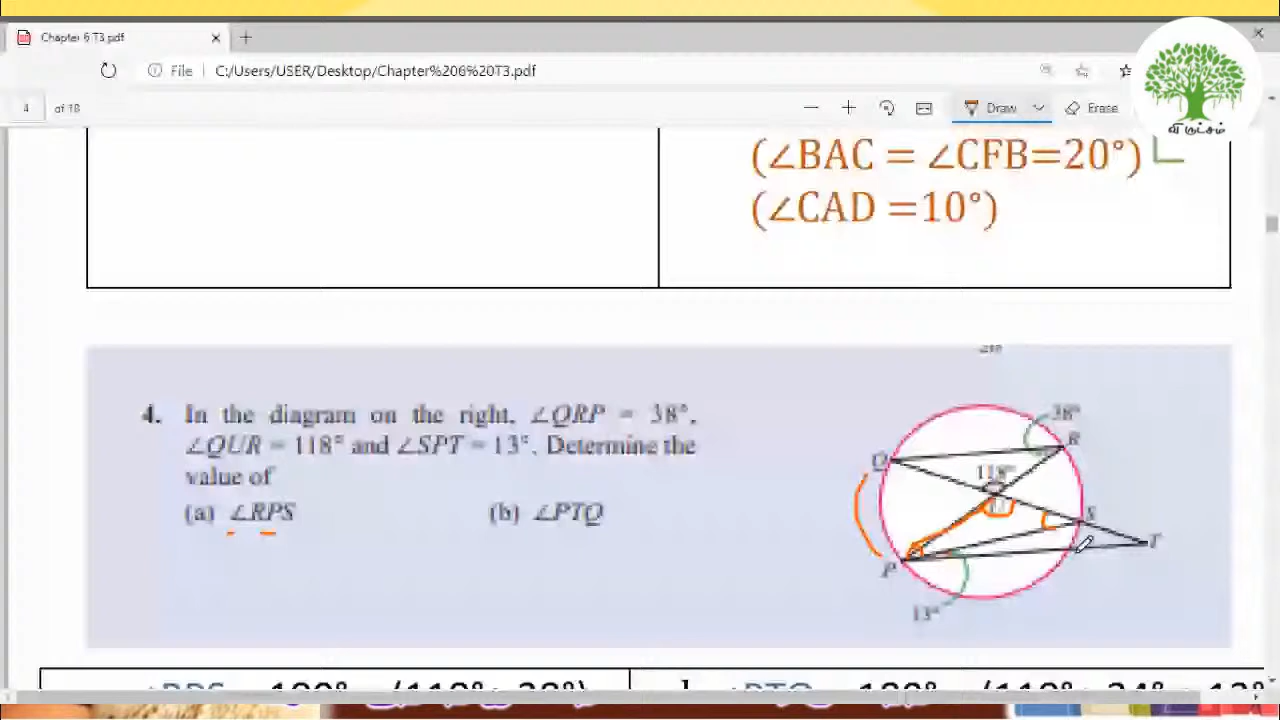 Chapter 6 T3.pdf
File C:/Users/USER/Desktop/Chapter%206%20T3.pdf
4 of 18
Draw
Erase
விருட்சம்
(∠BAC = ∠CFB=20°)
(∠CAD =10°)
4. In the diagram on the right, ∠QRP = 38°,
∠QUR = 118° and ∠SPT = 13°. Determine the
value of
(a) ∠RPS (b) ∠PTQ
38°
R
Q
118°
U
S
T
P
13°